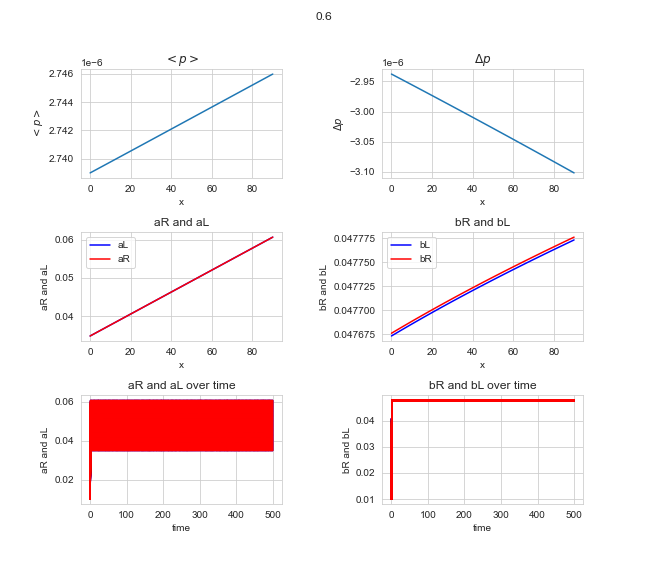 0.6
< p >
1e−6
2.746
2.744
2.742
2.740
< p >
0 20 40 60 80
x
Δp
1e−6
−2.95
−3.00
−3.05
−3.10
Δp
0 20 40 60 80
x
aR and aL
0.06
0.05
0.04
aR and aL
aL
aR
0 20 40 60 80
x
bR and bL
0.047775
0.047750
0.047725
0.047700
0.047675
bR and bL
bL
bR
0 20 40 60 80
x
aR and aL over time
0.06
0.04
0.02
aR and aL
0 100 200 300 400 500
time
bR and bL over time
0.04
0.03
0.02
0.01
bR and bL
0 100 200 300 400 500
time